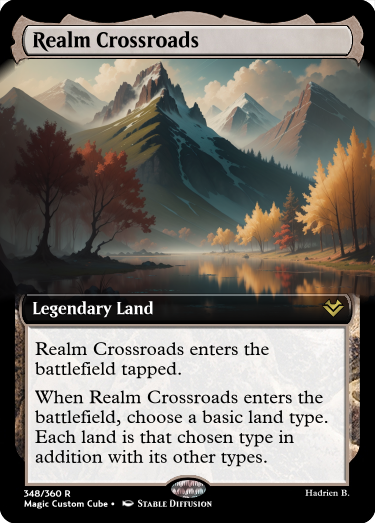 Realm Crossroads
Legendary Land
Realm Crossroads enters the
battlefield tapped.
When Realm Crossroads enters the
battlefield, choose a basic land type.
Each land is that chosen type in
addition with its other types.
348/360 R
Hadrien B.
Magic Custom Cube • Stable Diffusion